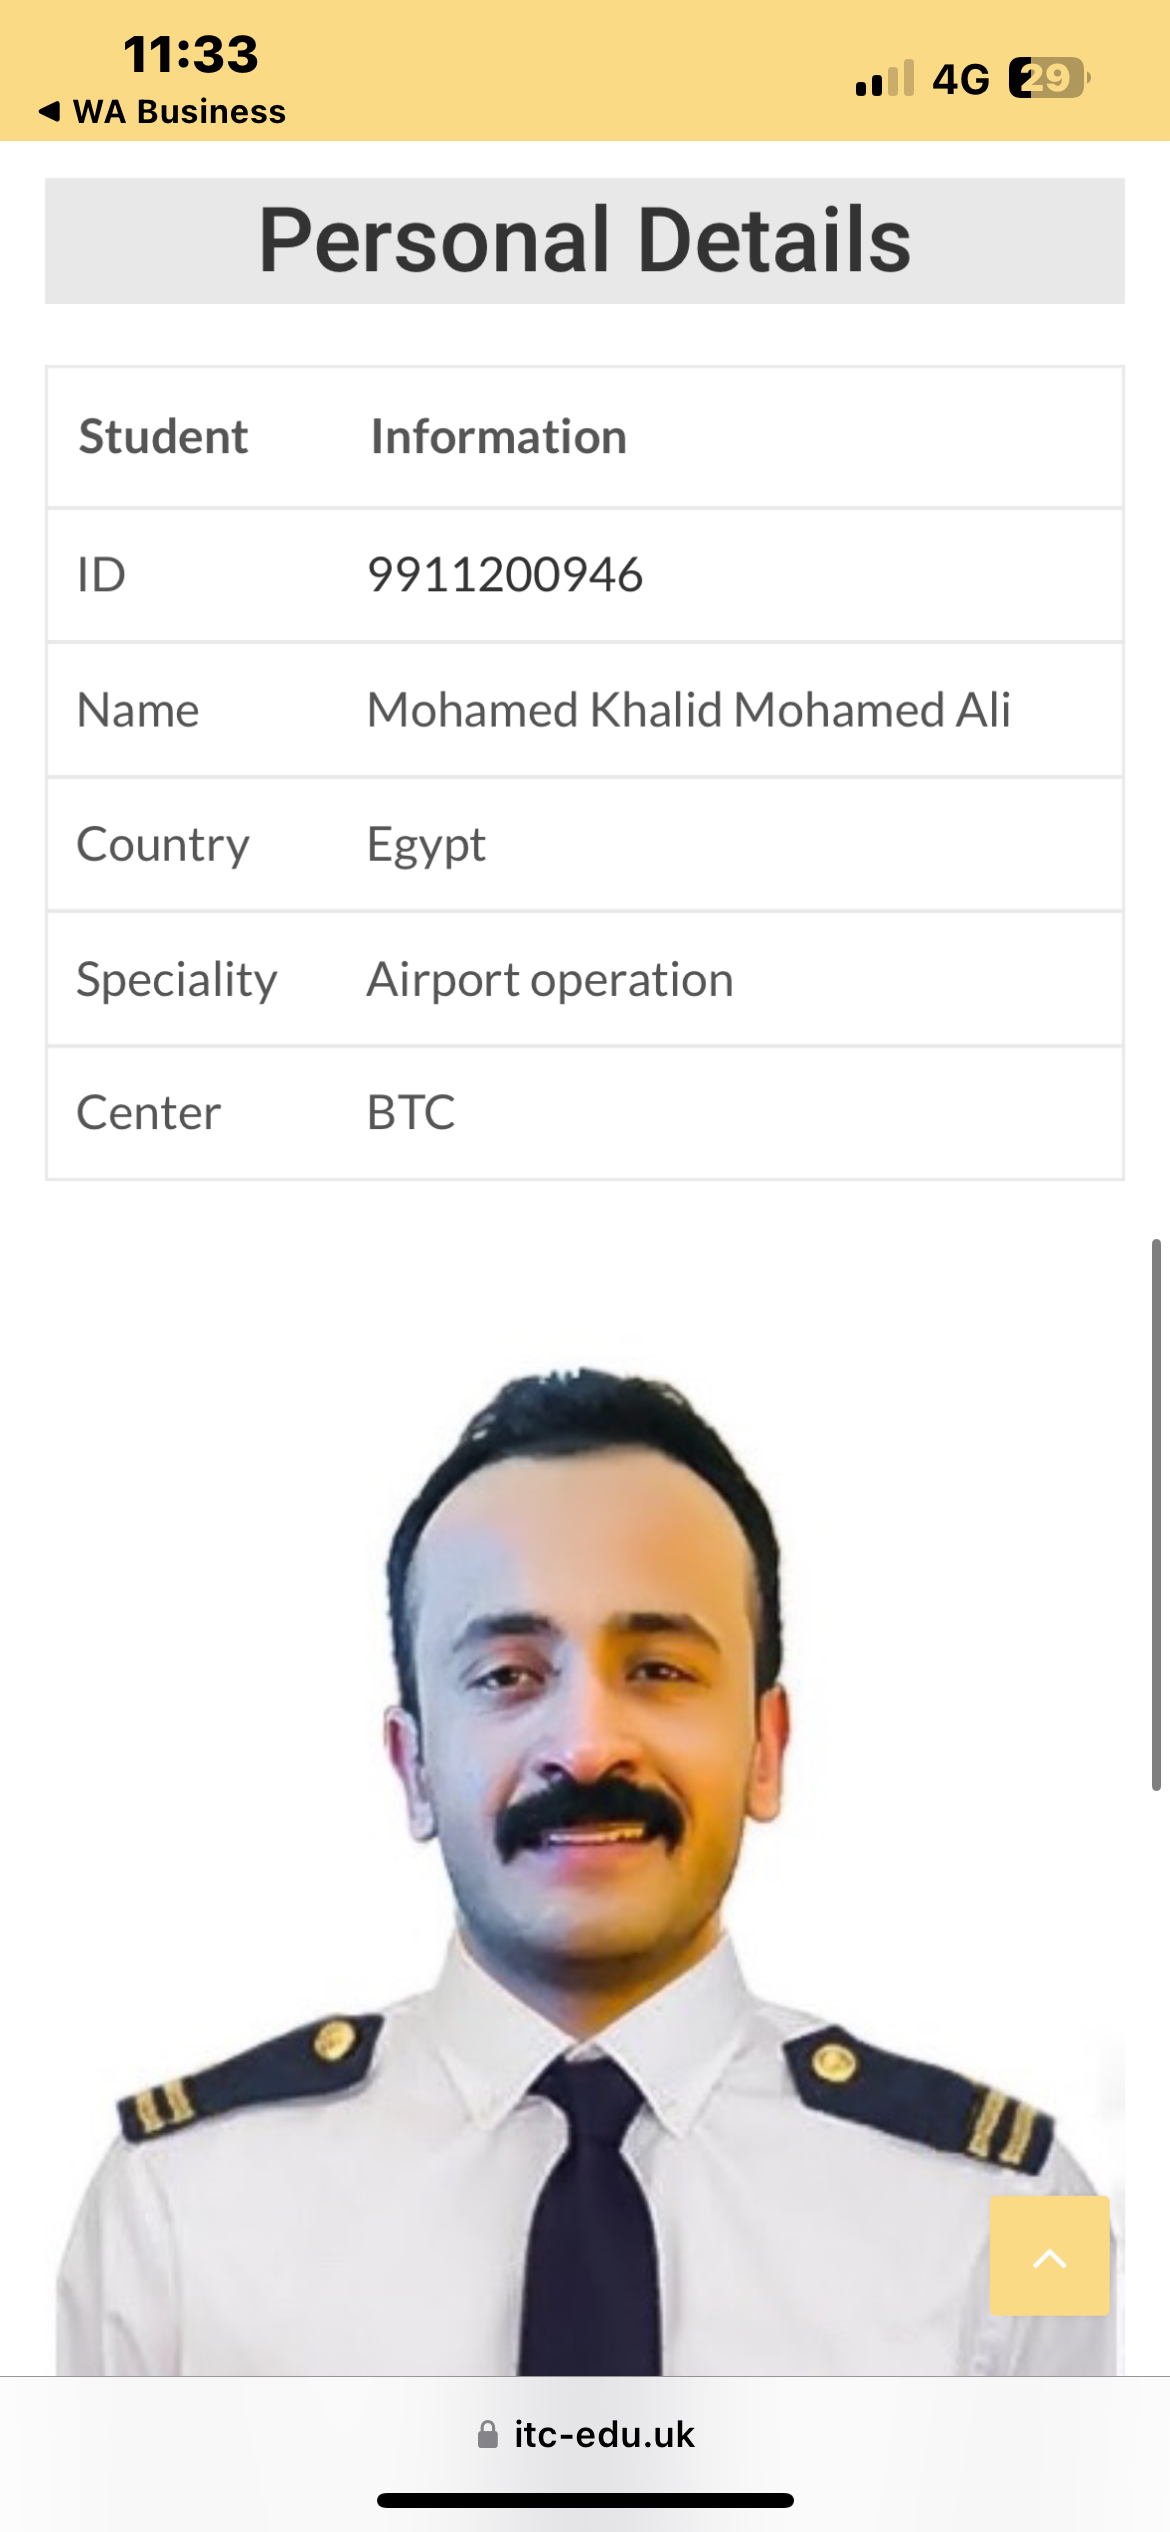 11:33
4G 29
◀ WA Business
Personal Details
Student Information
ID 9911200946
Name Mohamed Khalid Mohamed Ali
Country Egypt
Speciality Airport operation
Center BTC
itc-edu.uk